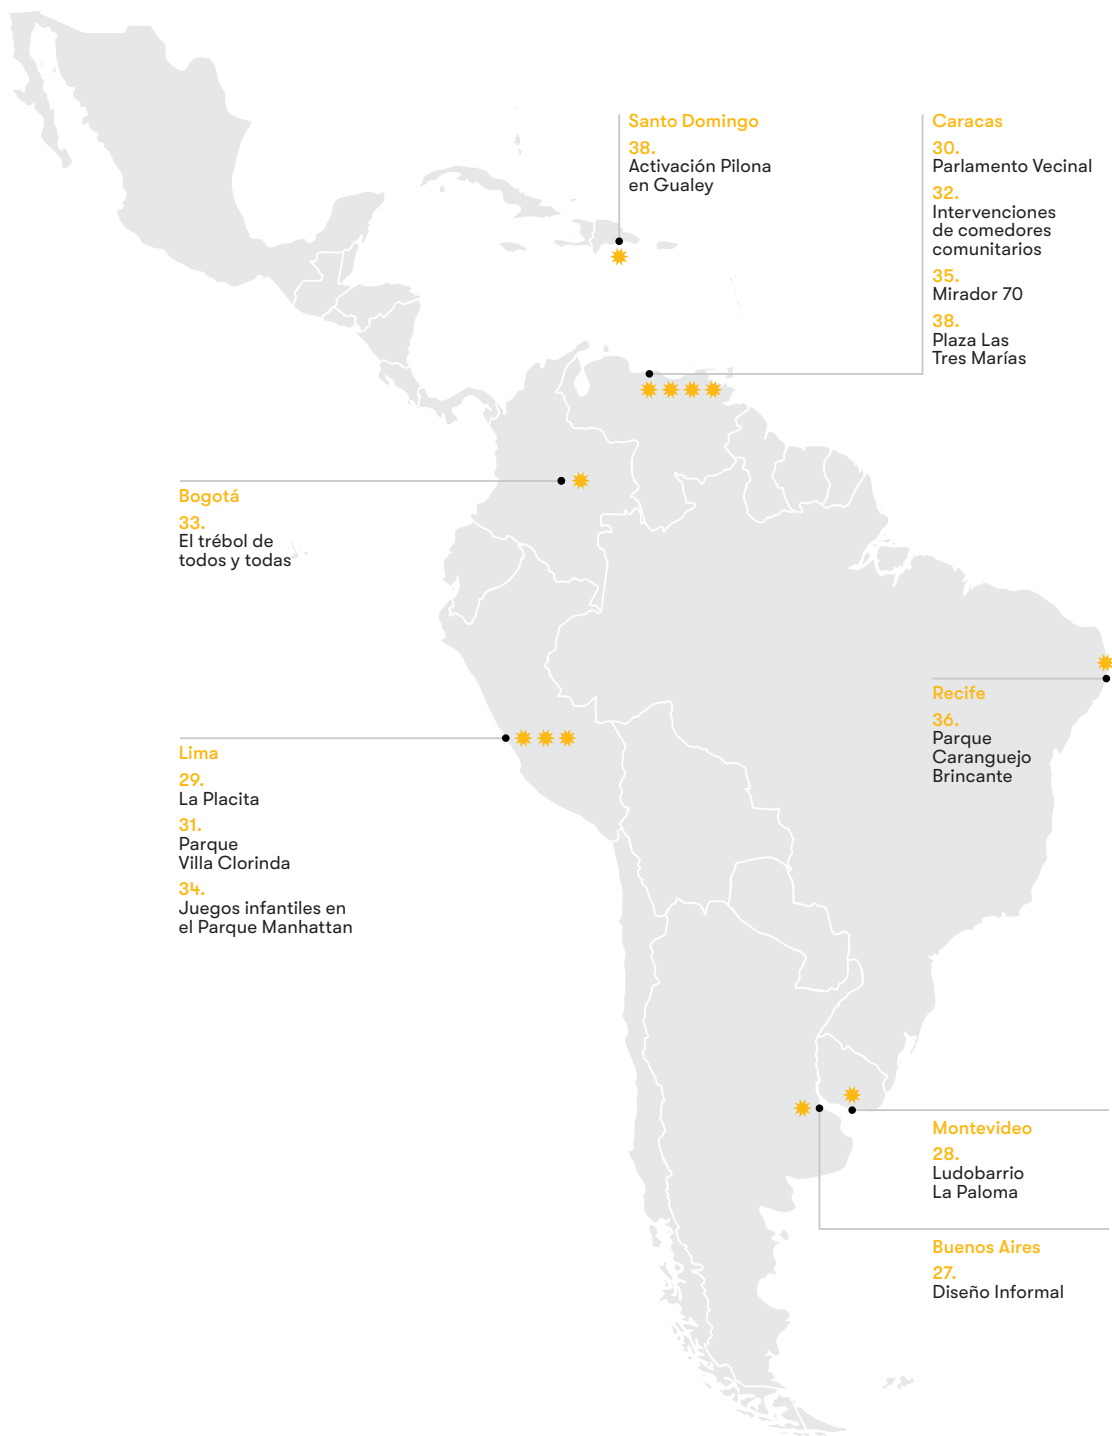 Santo Domingo
38.
Activación Pilona
en Gualey
Caracas
30.
Parlamento Vecinal
32.
Intervenciones
de comedores
comunitarios
35.
Mirador 70
38.
Plaza Las
Tres Marías
Bogotá
33.
El trébol de
todos y todas
Recife
36.
Parque
Caranguejo
Brincante
Lima
29.
La Placita
31.
Parque
Villa Clorinda
34.
Juegos infantiles en
el Parque Manhattan
Montevideo
28.
Ludobarrio
La Paloma
Buenos Aires
27.
Diseño Informal